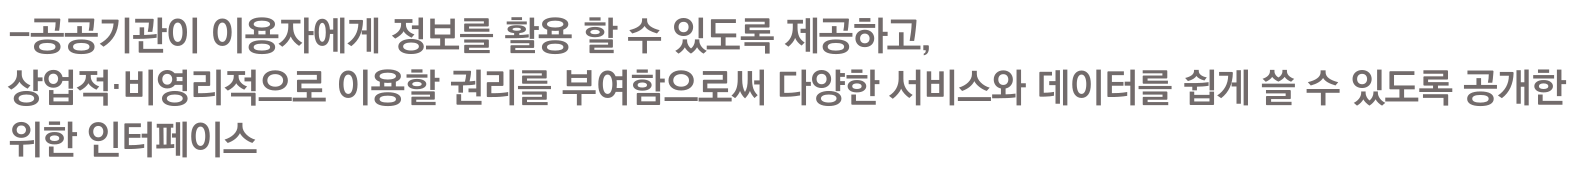 -공공기관이 이용자에게 정보를 활용 할 수 있도록 제공하고,
상업적·비영리적으로 이용할 권리를 부여함으로써 다양한 서비스와 데이터를 쉽게 쓸 수 있도록 공개한
위한 인터페이스